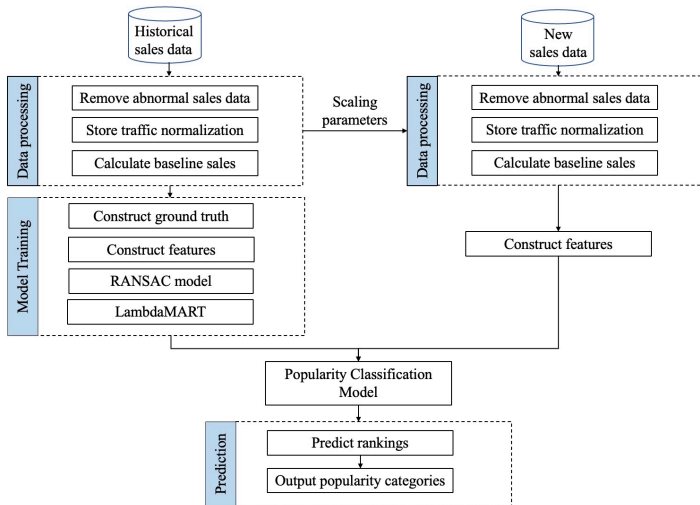 Historical
sales data
New
sales data
Data processing
Remove abnormal sales data
Store traffic normalization
Calculate baseline sales
Scaling
parameters
Data processing
Remove abnormal sales data
Store traffic normalization
Calculate baseline sales
Model Training
Construct ground truth
Construct features
RANSAC model
LambdaMART
Construct features
Popularity Classification
Model
Prediction
Predict rankings
Output popularity categories